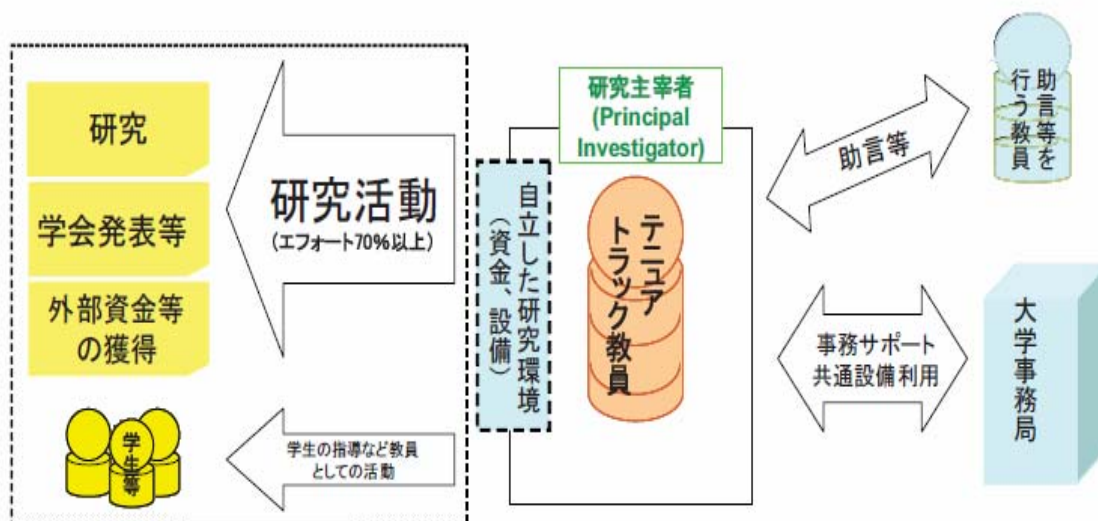 研究
学会発表等
外部資金等
の獲得
学生等
研究活動
(エフォート70%以上)
学生の指導など教員
としての活動
自立した研究環境
(資金、設備)
研究主宰者
(Principal
Investigator)
テニュア
トラック教員
助言等
助言等を
行う教員
事務サポート
共通設備利用
大学事務局